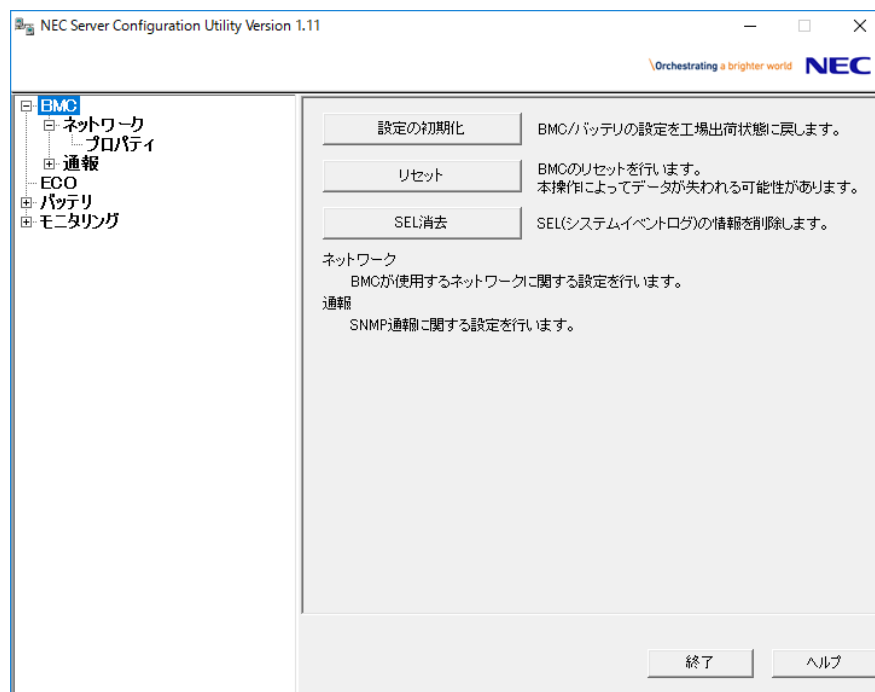 NEC Server Configuration Utility Version 1.11
\Orchestrating a brighter world NEC
BMC
ネットワーク
プロパティ
通報
ECO
バッテリ
モニタリング
設定の初期化
BMC/バッテリの設定を工場出荷状態に戻します。
リセット
BMCのリセットを行います。
本操作によってデータが失われる可能性があります。
SEL消去
SEL(システムイベントログ)の情報を削除します。
ネットワーク
BMCが使用するネットワークに関する設定を行います。
通報
SNMP通報に関する設定を行います。
終了
ヘルプ